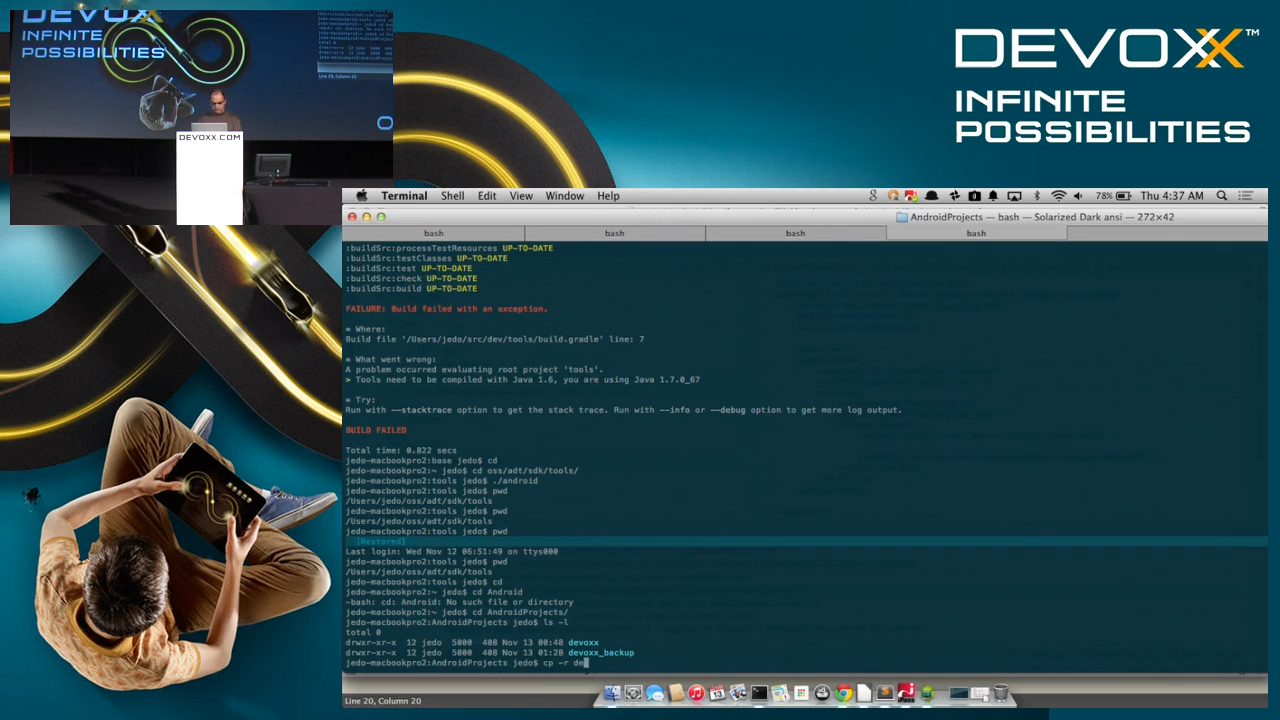 DEVOXX
INFINITE
POSSIBILITIES
Line 20, Column 20
DEVOXX.COM
DEVOXX™
INFINITE
POSSIBILITIES
Terminal Shell Edit View Window Help
78% Thu 4:37 AM
AndroidProjects — bash — Solarized Dark ansi — 272×42
bash bash bash bash
:buildSrc:processTestResources UP-TO-DATE
:buildSrc:testClasses UP-TO-DATE
:buildSrc:test UP-TO-DATE
:buildSrc:check UP-TO-DATE
:buildSrc:build UP-TO-DATE
FAILURE: Build failed with an exception.
* Where:
Build file '/Users/jedo/src/dev/tools/build.gradle' line: 7
* What went wrong:
A problem occurred evaluating root project 'tools'.
> Tools need to be compiled with Java 1.6, you are using Java 1.7.0_67
* Try:
Run with --stacktrace option to get the stack trace. Run with --info or --debug option to get more log output.
BUILD FAILED
Total time: 0.822 secs
jedo-macbookpro2:base jedo$ cd
jedo-macbookpro2:~ jedo$ cd oss/adt/sdk/tools/
jedo-macbookpro2:tools jedo$ ./android
jedo-macbookpro2:tools jedo$ pwd
/Users/jedo/oss/adt/sdk/tools
jedo-macbookpro2:tools jedo$ pwd
/Users/jedo/oss/adt/sdk/tools
jedo-macbookpro2:tools jedo$ pwd
[Restored]
Last login: Wed Nov 12 06:51:49 on ttys000
jedo-macbookpro2:tools jedo$ pwd
/Users/jedo/oss/adt/sdk/tools
jedo-macbookpro2:tools jedo$ cd
jedo-macbookpro2:~ jedo$ cd Android
-bash: cd: Android: No such file or directory
jedo-macbookpro2:~ jedo$ cd AndroidProjects/
jedo-macbookpro2:AndroidProjects jedo$ ls -l
total 0
drwxr-xr-x 12 jedo 5000 408 Nov 13 00:48 devoxx
drwxr-xr-x 12 jedo 5000 408 Nov 13 01:28 devoxx_backup
jedo-macbookpro2:AndroidProjects jedo$ cp -r de
Line 20, Column 20